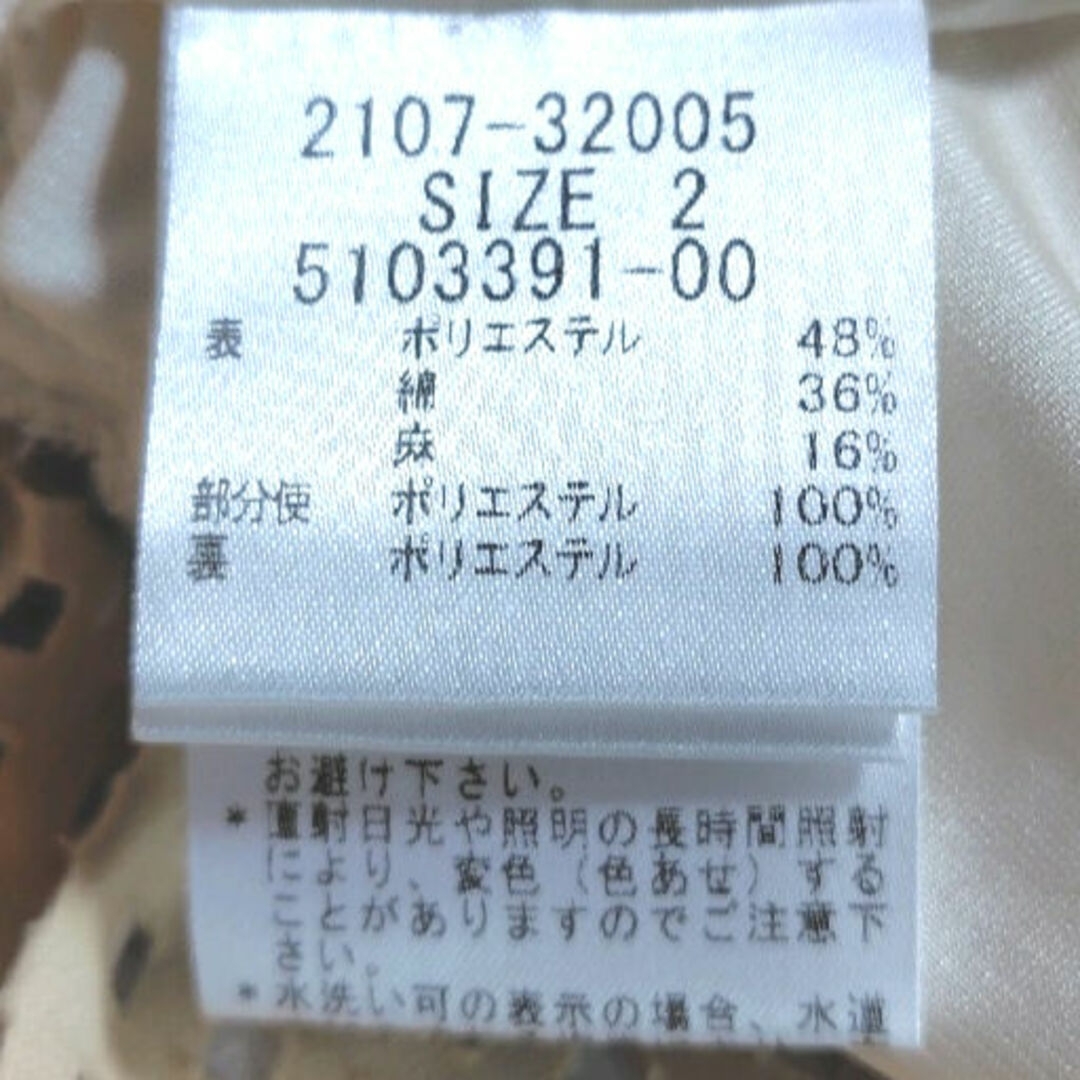 2107-32005
SIZE 2
5103391-00
表 ポリエステル 48%
綿 36%
麻 16%
部分使 ポリエステル 100%
裏 ポリエステル 100%
お避け下さい。
*直射日光や照明の長時間照射
により、変色(色あせ)する
ことがありますのでご注意下
さい。
*水洗い可の表示の場合、水道